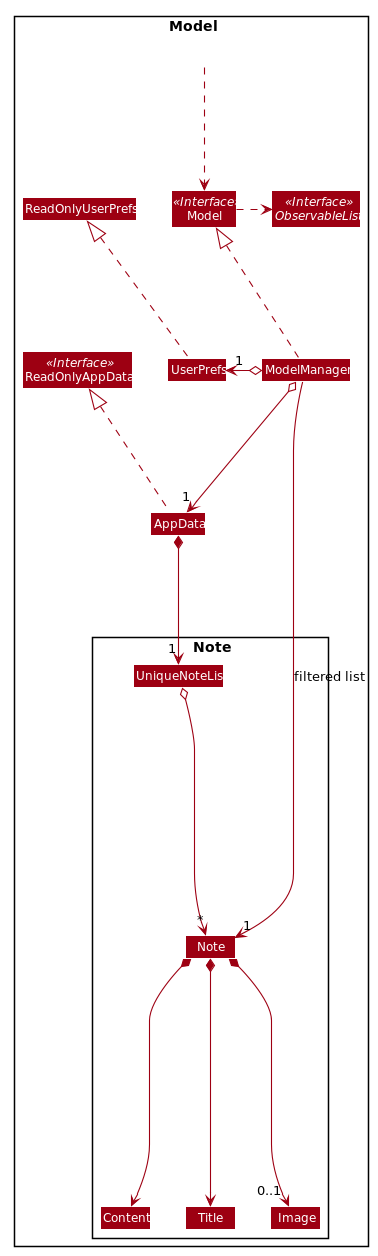 Model
ReadOnlyUserPrefs
«Interface»
Model
«Interface»
ObservableList
«Interface»
ReadOnlyAppData
UserPrefs
1
ModelManager
1
AppData
1
Note
UniqueNoteLis
filtered list
*
1
Note
0..1
Content
Title
Image